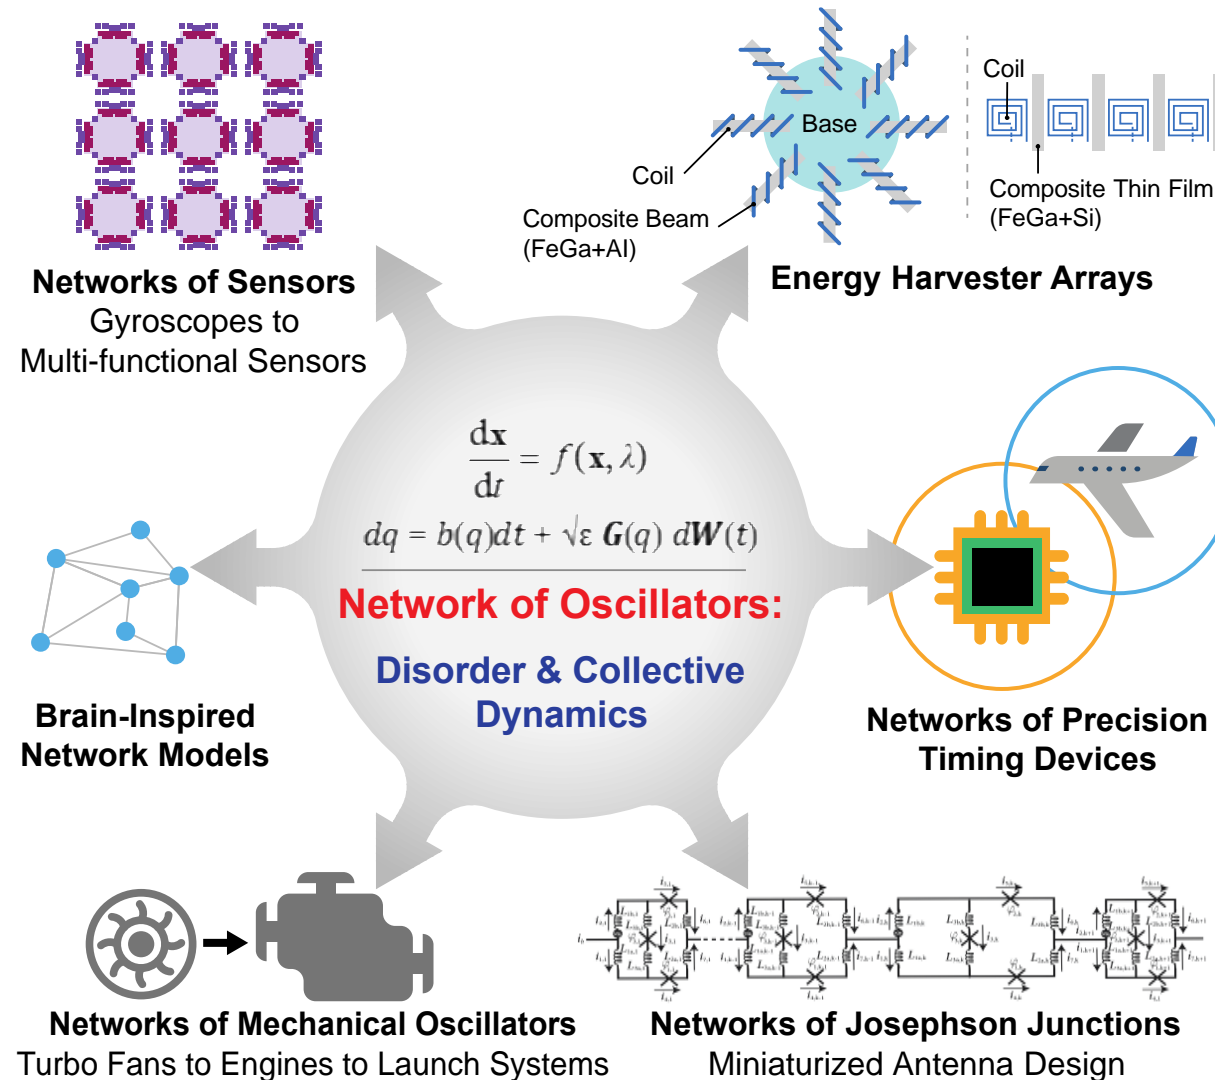 Coil
Composite Beam
(FeGa+Al)
Base
Coil
Composite Thin Film
(FeGa+Si)
Networks of Sensors
Gyroscopes to
Multi-functional Sensors
Energy Harvester Arrays
dx/dt = f(x, λ)
dq = b(q)dt + √ε G(q) dW(t)
Network of Oscillators:
Disorder & Collective
Dynamics
Brain-Inspired
Network Models
Networks of Precision
Timing Devices
Networks of Mechanical Oscillators
Turbo Fans to Engines to Launch Systems
Networks of Josephson Junctions
Miniaturized Antenna Design